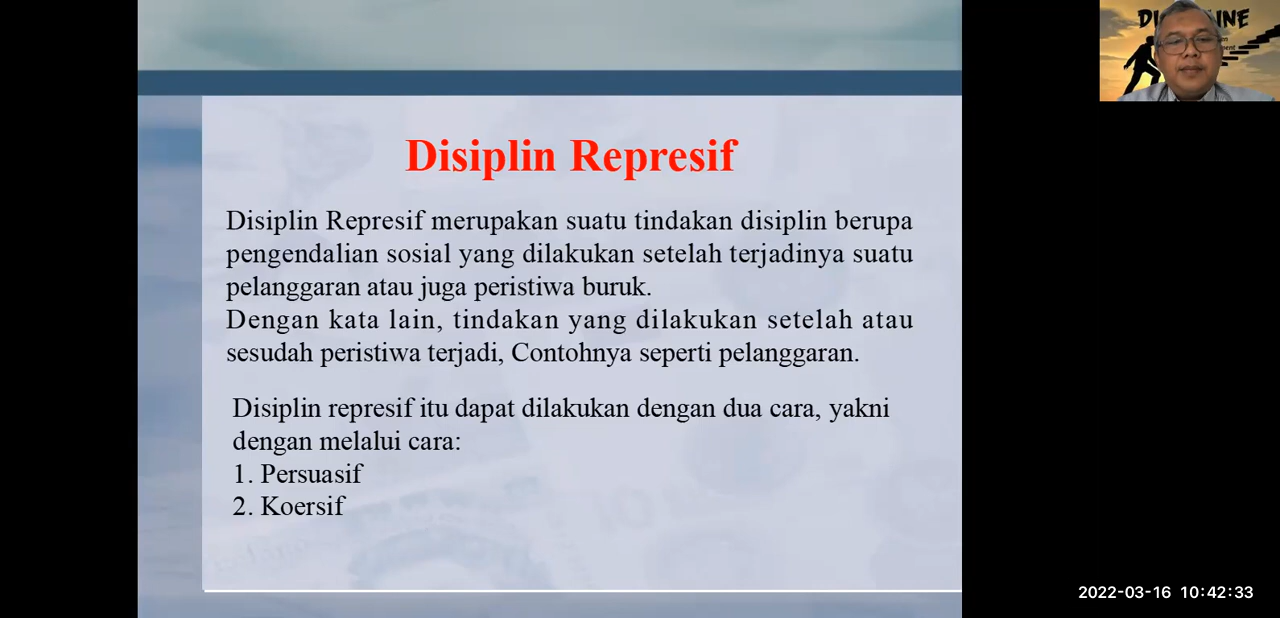 Disiplin Represif
Disiplin Represif merupakan suatu tindakan disiplin berupa
pengendalian sosial yang dilakukan setelah terjadinya suatu
pelanggaran atau juga peristiwa buruk.
Dengan kata lain, tindakan yang dilakukan setelah atau
sesudah peristiwa terjadi, Contohnya seperti pelanggaran.
Disiplin represif itu dapat dilakukan dengan dua cara, yakni
dengan melalui cara:
1. Persuasif
2. Koersif
2022-03-16 10:42:33